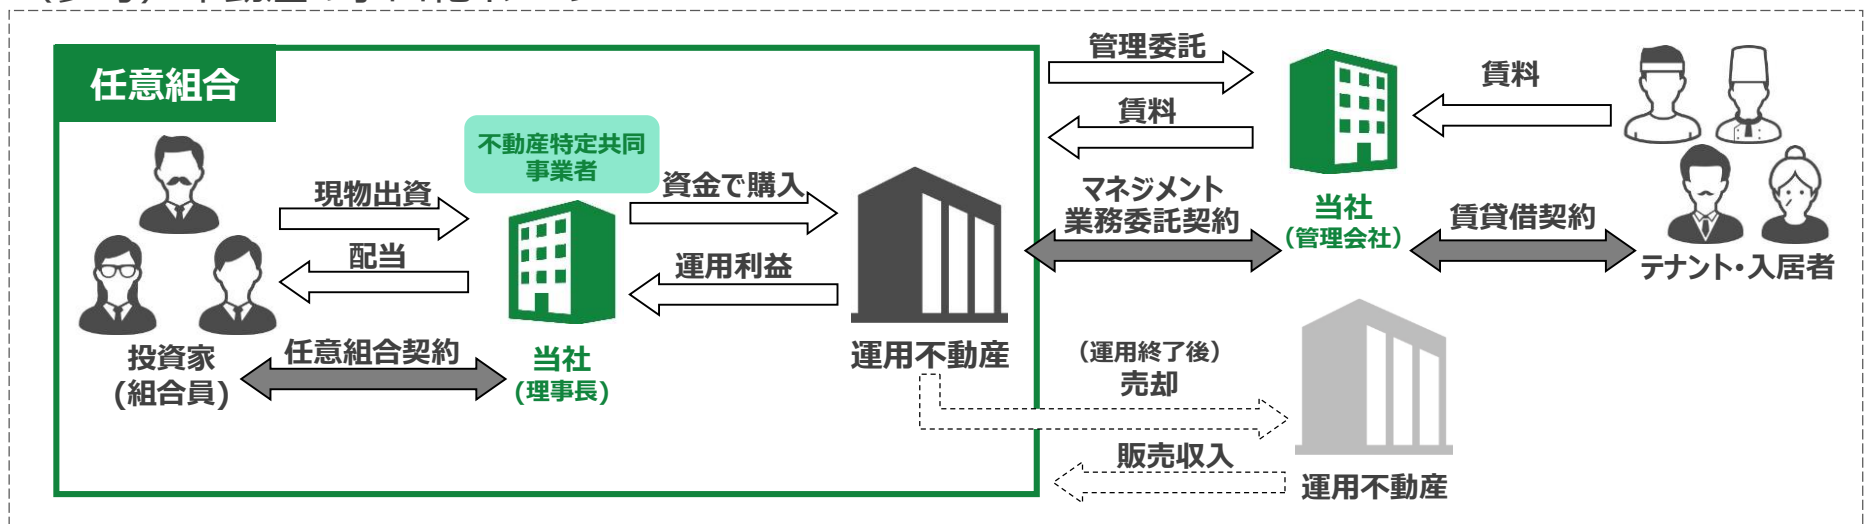 任意組合
不動産特定共同
事業者
現物出資
配当
任意組合契約
投資家
(組合員)
当社
(理事長)
資金で購入
運用利益
運用不動産
管理委託
賃料
マネジメント
業務委託契約
当社
(管理会社)
賃料
賃貸借契約
テナント・入居者
(運用終了後)
売却
販売収入
運用不動産